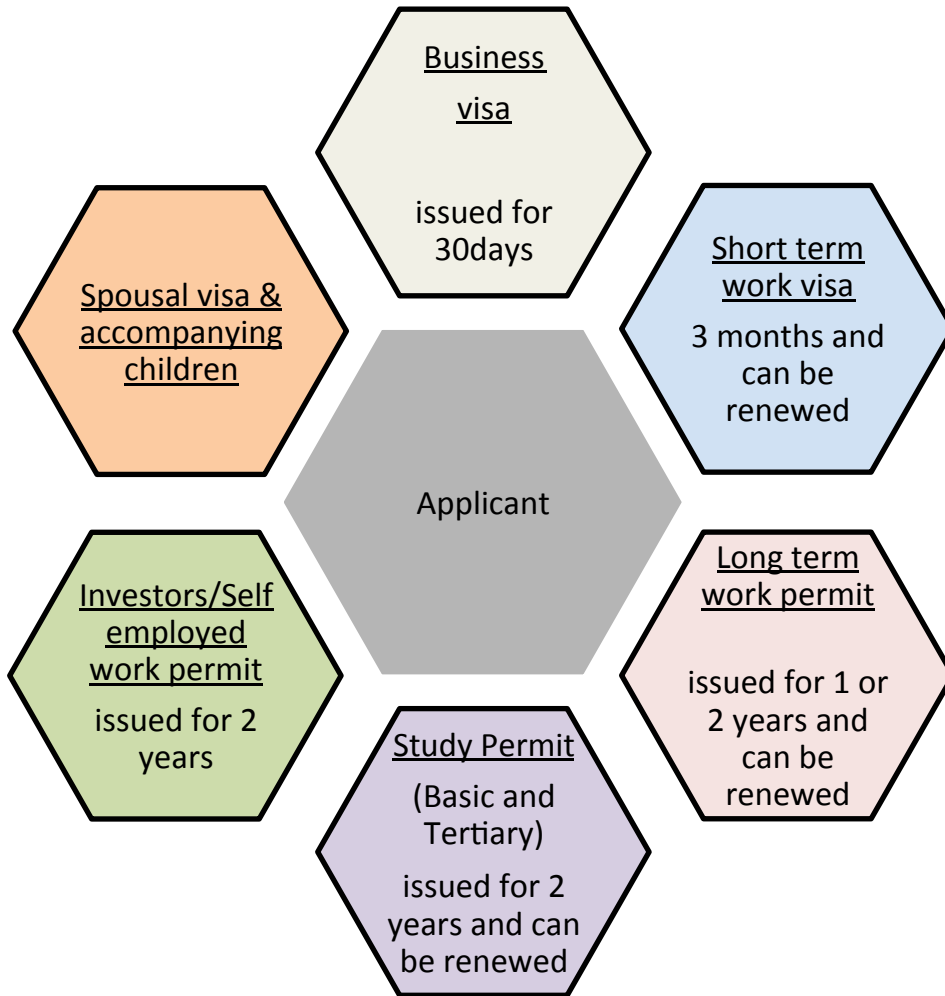 Business
visa
issued for
30days
Short term
work visa
3 months and
can be
renewed
Long term
work permit
issued for 1 or
2 years and
can be
renewed
Study Permit
(Basic and
Tertiary)
issued for 2
years and can
be renewed
Investors/Self
employed
work permit
issued for 2
years
Spousal visa &
accompanying
children
Applicant